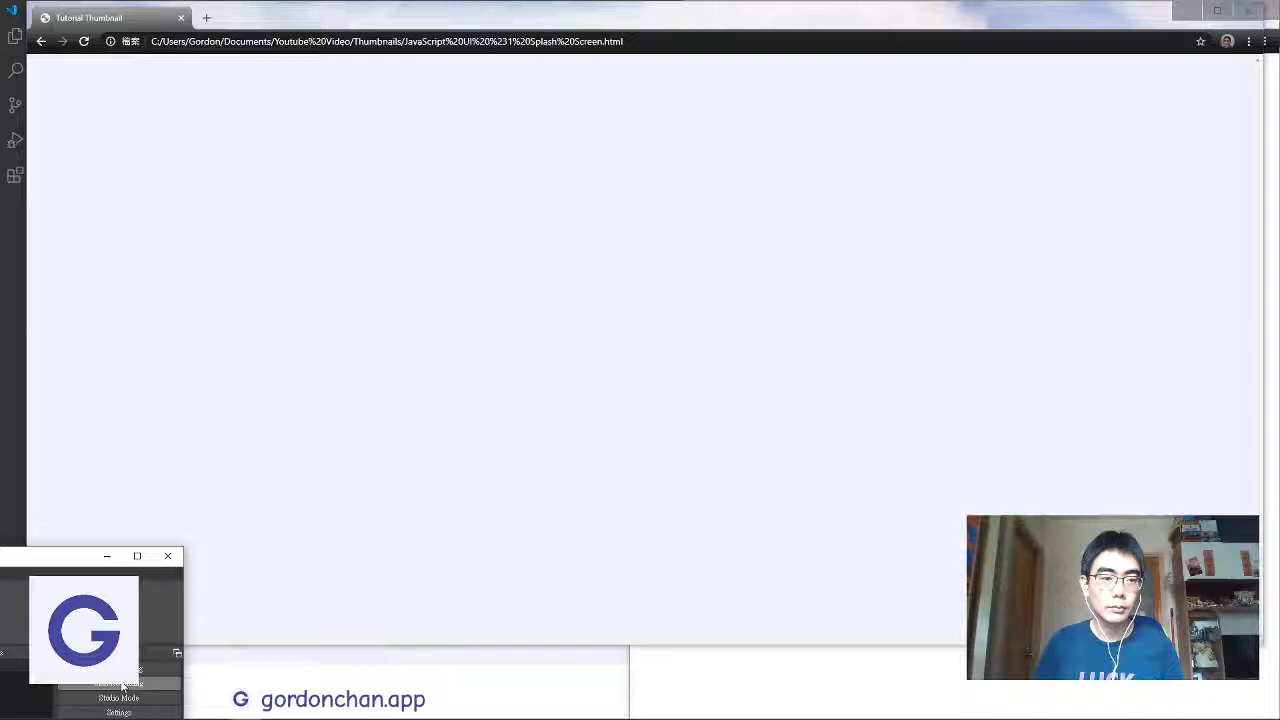 Tutorial Thumbnail
檔案 C:/Users/Gordon/Documents/Youtube%20Video/Thumbnails/JavaScript%20UI%20%231%20Splash%20Screen.html
G
Studio Mode
Settings
G gordonchan.app
LUCK